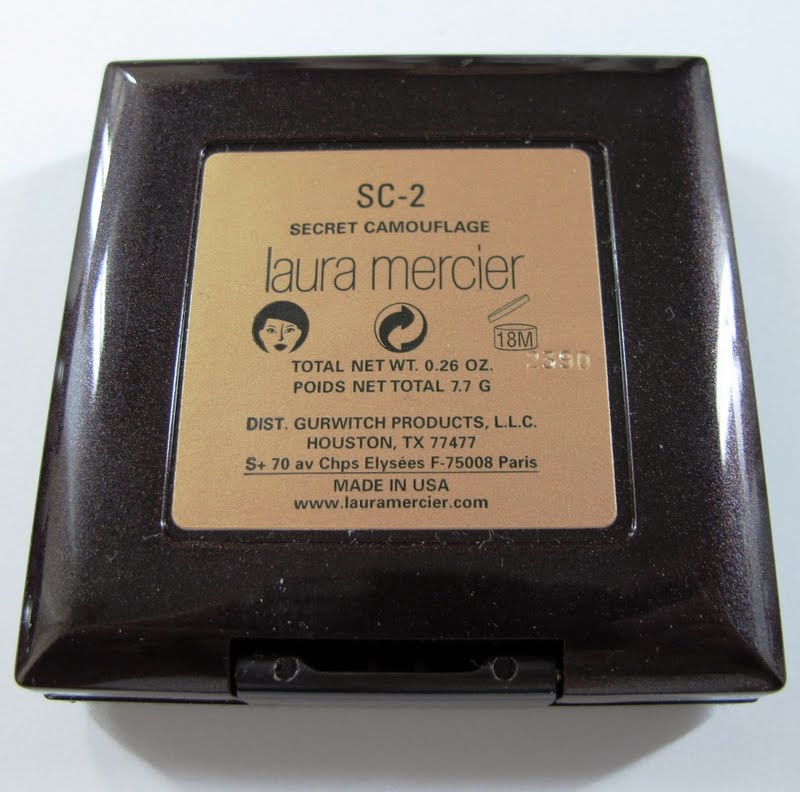 SC-2
SECRET CAMOUFLAGE
laura mercier
18M
TOTAL NET WT. 0.26 OZ.
POIDS NET TOTAL 7.7 G
DIST. GURWITCH PRODUCTS, L.L.C.
HOUSTON, TX 77477
S+ 70 av Chps Elysées F-75008 Paris
MADE IN USA
www.lauramercier.com